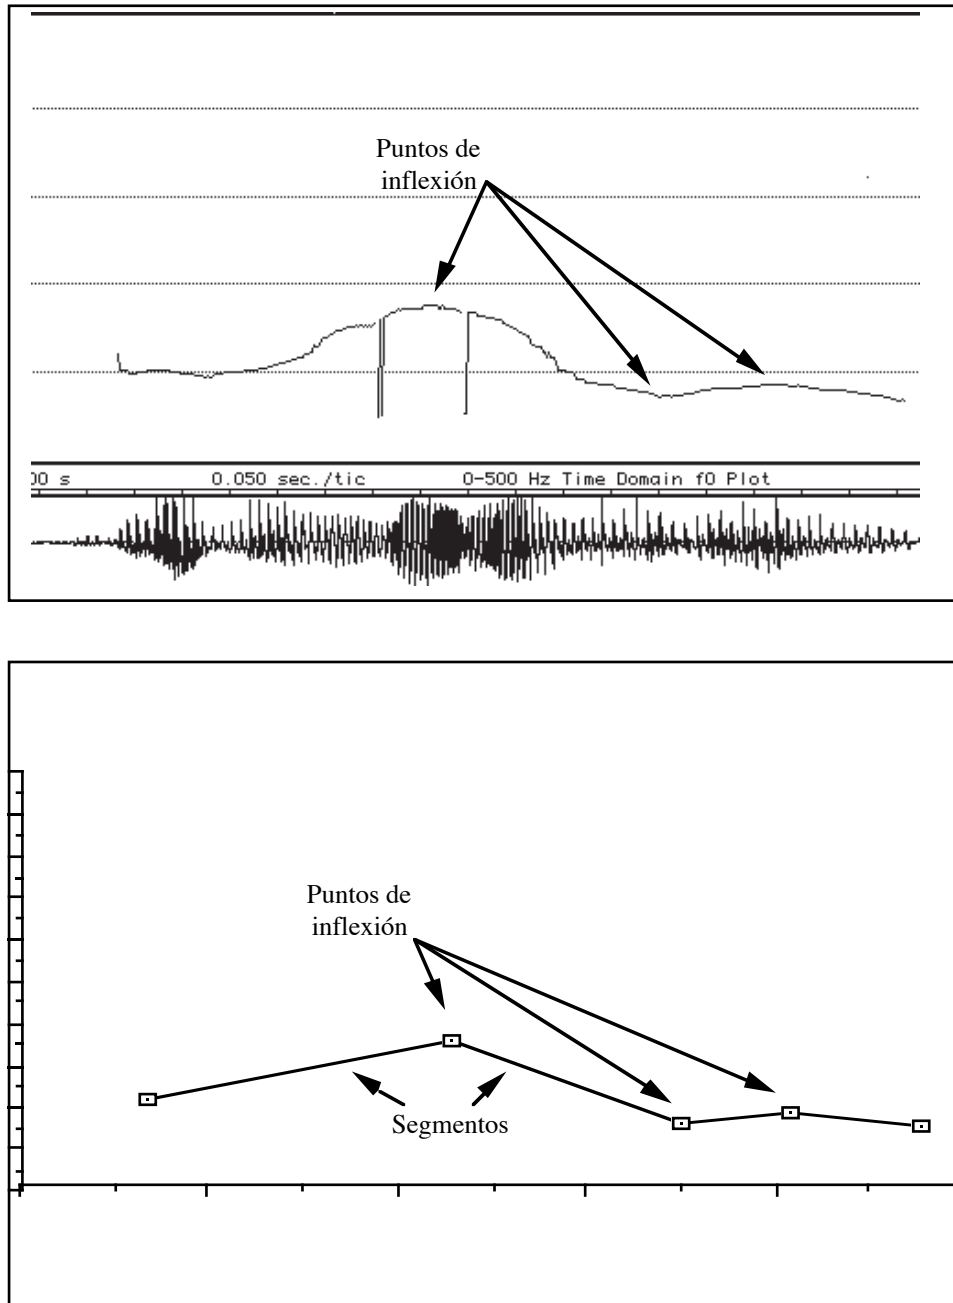 Puntos de
inflexión
00 s 0.050 sec./tic 0-500 Hz Time Domain f0 Plot
Puntos de
inflexión
Segmentos